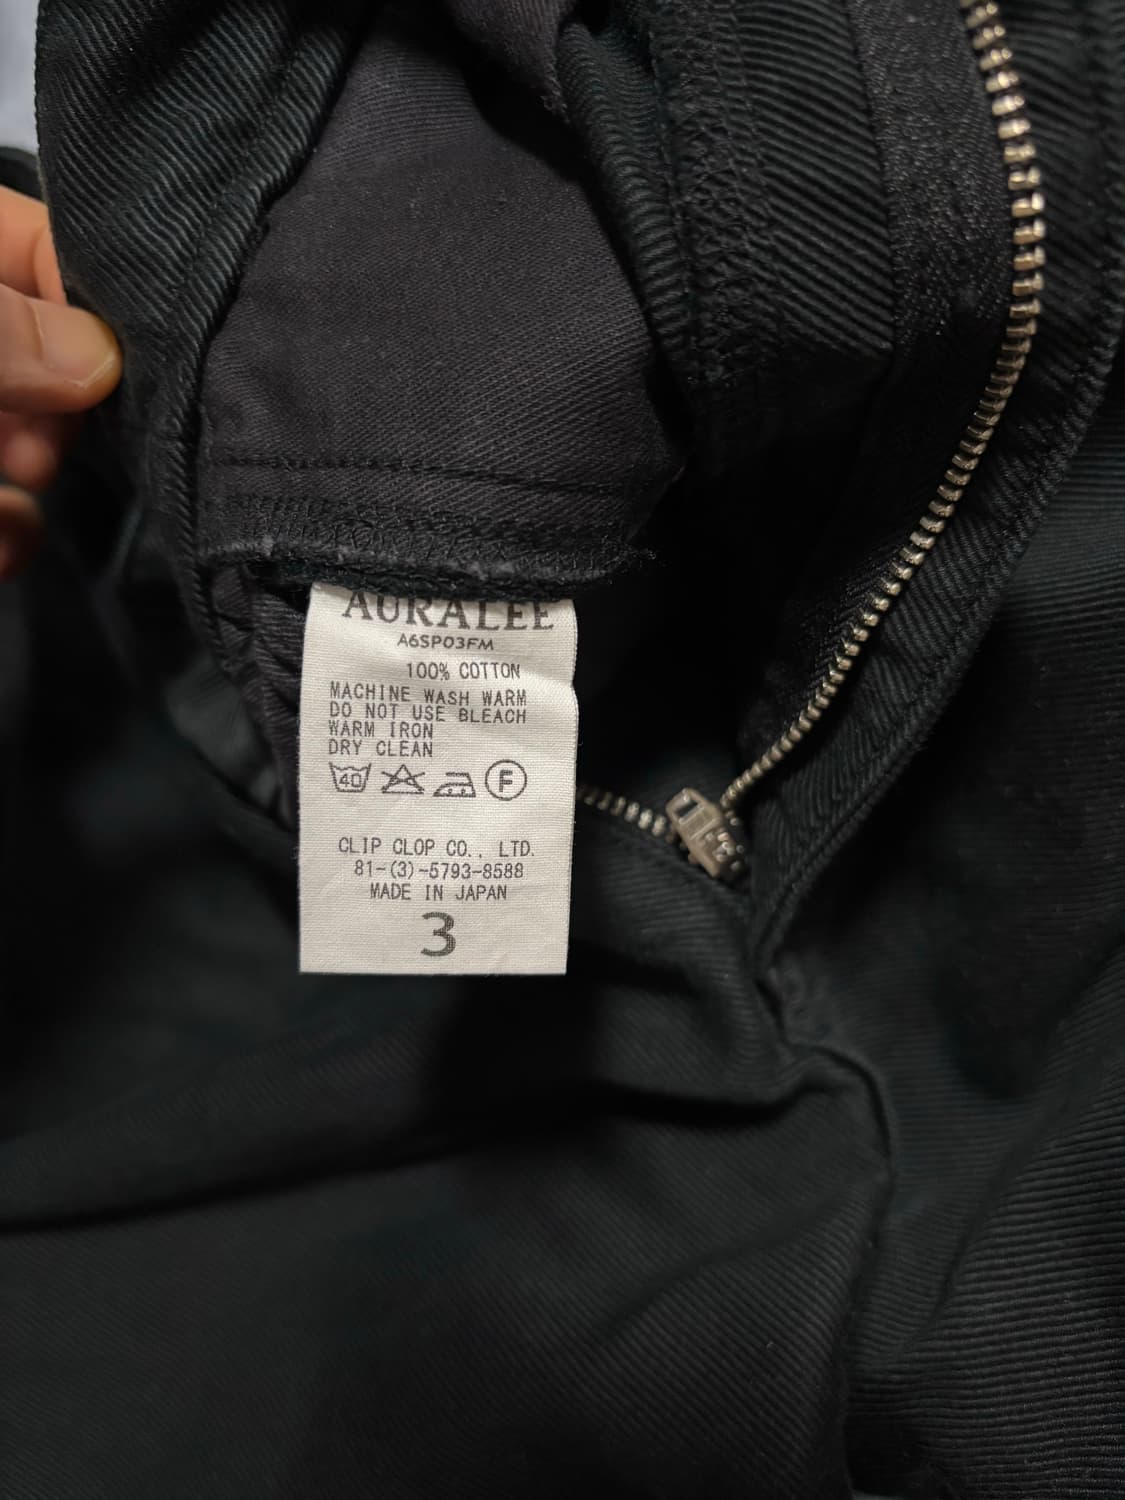 AURALEE
A6SP03FM
100% COTTON
MACHINE WASH WARM
DO NOT USE BLEACH
WARM IRON
DRY CLEAN
40
F
CLIP CLOP CO., LTD.
81-(3)-5793-8588
MADE IN JAPAN
3